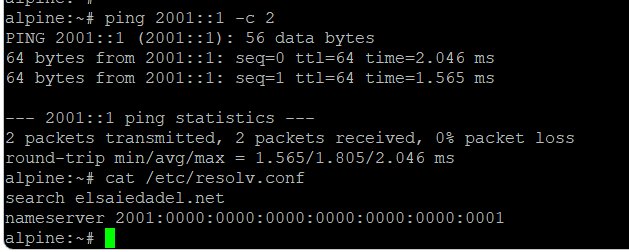 alpine:~#
alpine:~# ping 2001::1 -c 2
PING 2001::1 (2001::1): 56 data bytes
64 bytes from 2001::1: seq=0 ttl=64 time=2.046 ms
64 bytes from 2001::1: seq=1 ttl=64 time=1.565 ms
--- 2001::1 ping statistics ---
2 packets transmitted, 2 packets received, 0% packet loss
round-trip min/avg/max = 1.565/1.805/2.046 ms
alpine:~# cat /etc/resolv.conf
search elsaiedadel.net
nameserver 2001:0000:0000:0000:0000:0000:0000:0001
alpine:~#